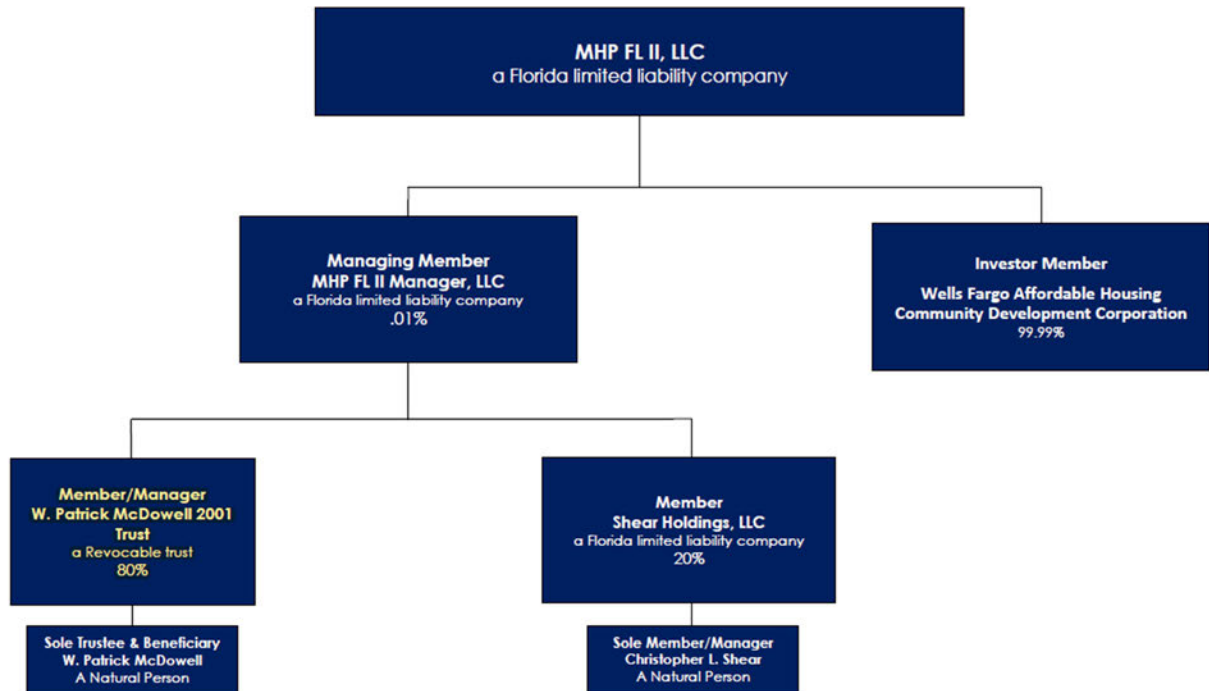 MHP FL II, LLC
a Florida limited liability company
Managing Member
MHP FL II Manager, LLC
a Florida limited liability company
.01%
Investor Member
Wells Fargo Affordable Housing
Community Development Corporation
99.99%
Member/Manager
W. Patrick McDowell 2001
Trust
a Revocable trust
80%
Member
Shear Holdings, LLC
a Florida limited liability company
20%
Sole Trustee & Beneficiary
W. Patrick McDowell
A Natural Person
Sole Member/Manager
Christopher L. Shear
A Natural Person